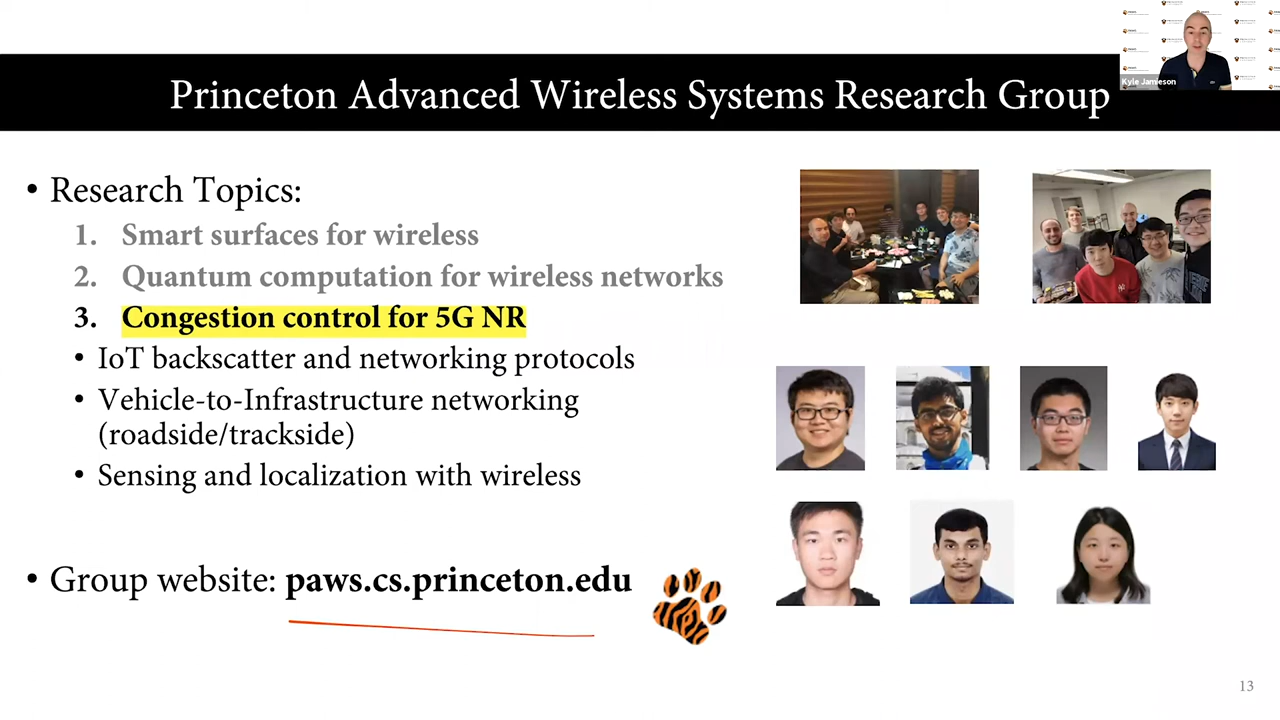 Kyle Jamieson
Princeton Advanced Wireless Systems Research Group
• Research Topics:
1. Smart surfaces for wireless
2. Quantum computation for wireless networks
3. Congestion control for 5G NR
• IoT backscatter and networking protocols
• Vehicle-to-Infrastructure networking
(roadside/trackside)
• Sensing and localization with wireless
• Group website: paws.cs.princeton.edu
13